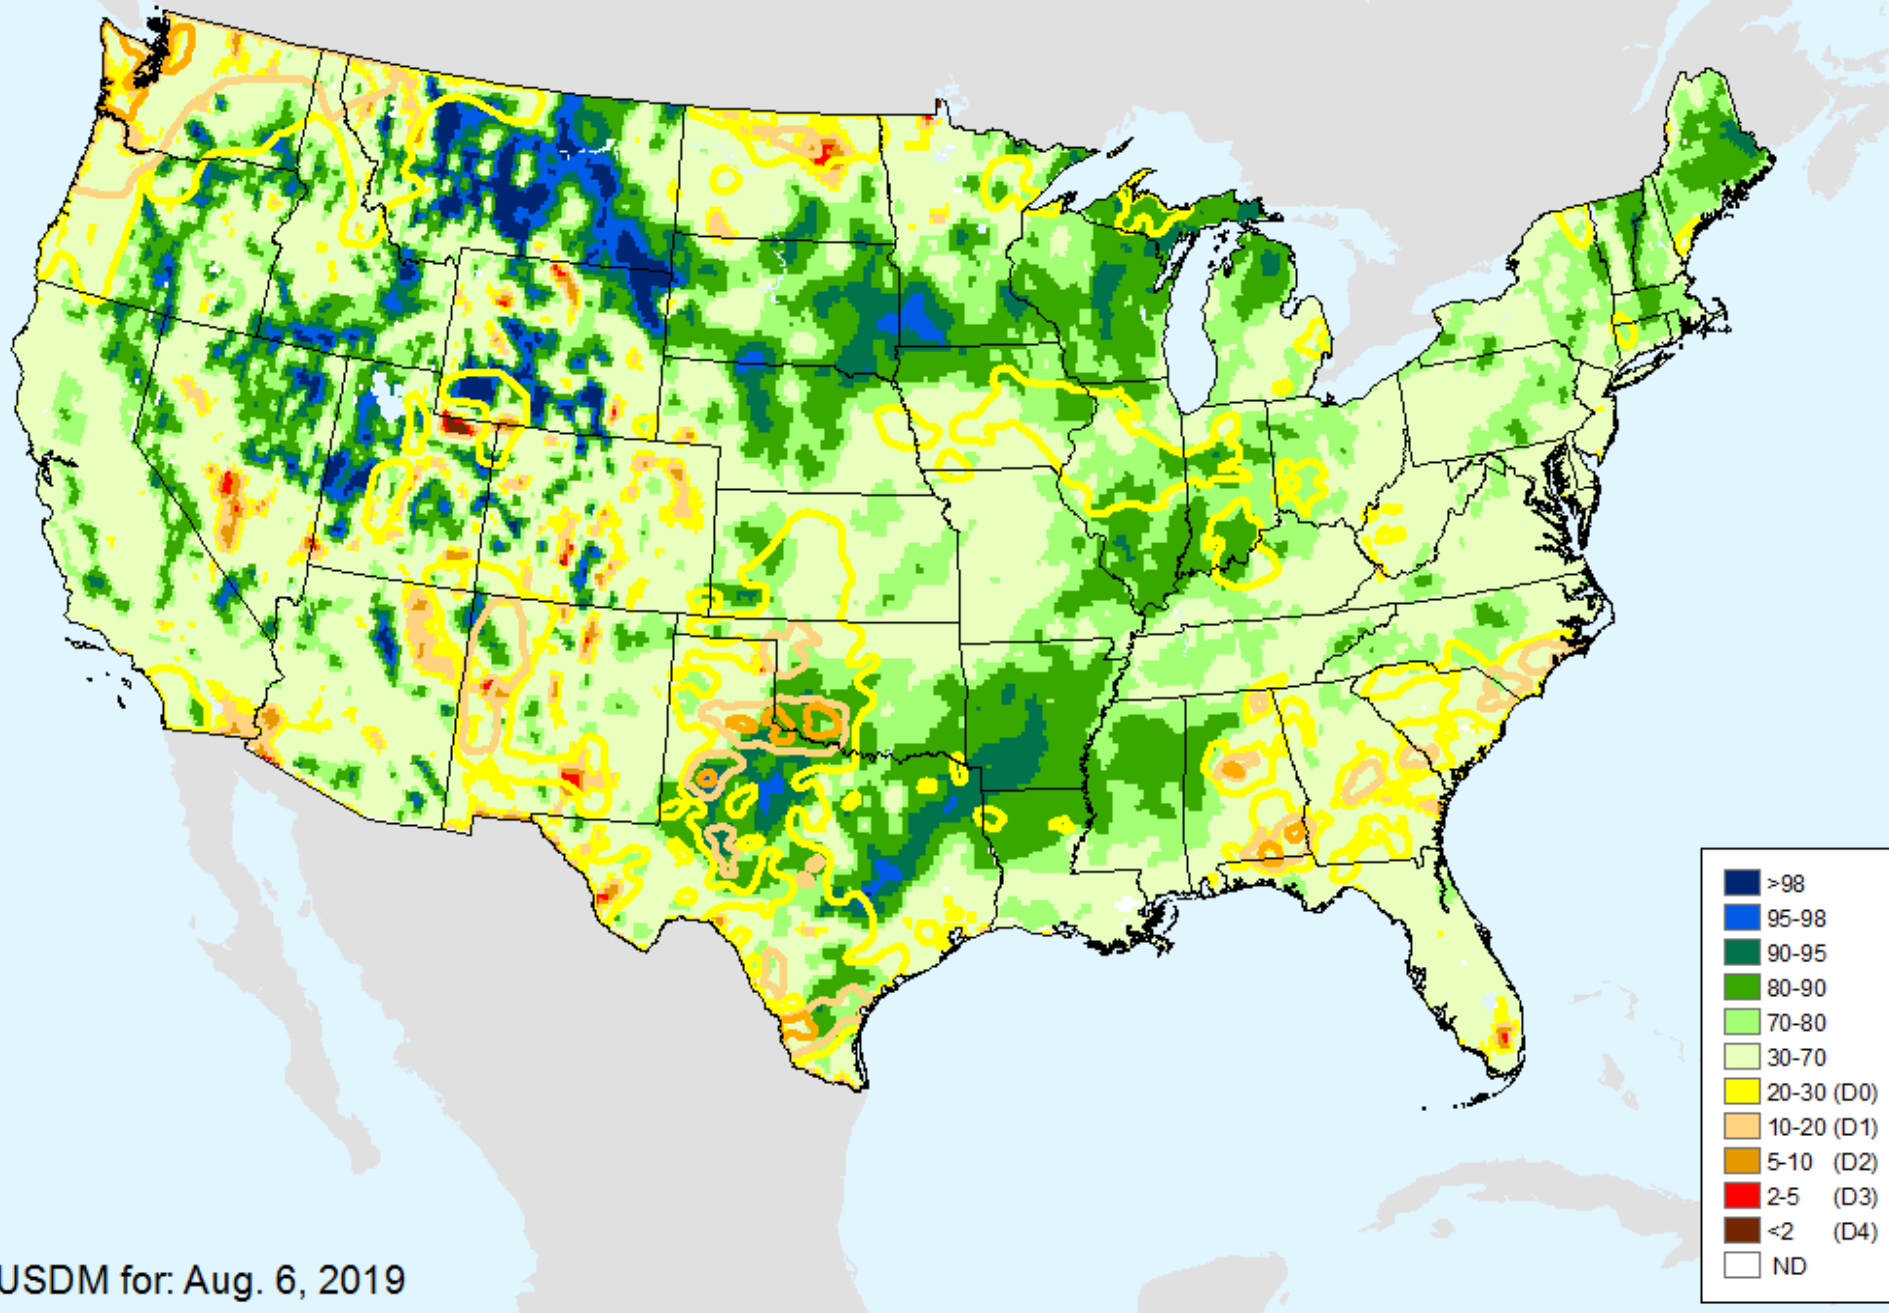 >98
95-98
90-95
80-90
70-80
30-70
20-30 (D0)
10-20 (D1)
5-10 (D2)
2-5 (D3)
<2 (D4)
ND
USDM for: Aug. 6, 2019